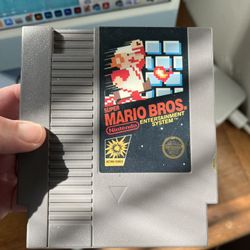 SUPER
MARIO BROS.
Nintendo
ENTERTAINMENT
SYSTEM